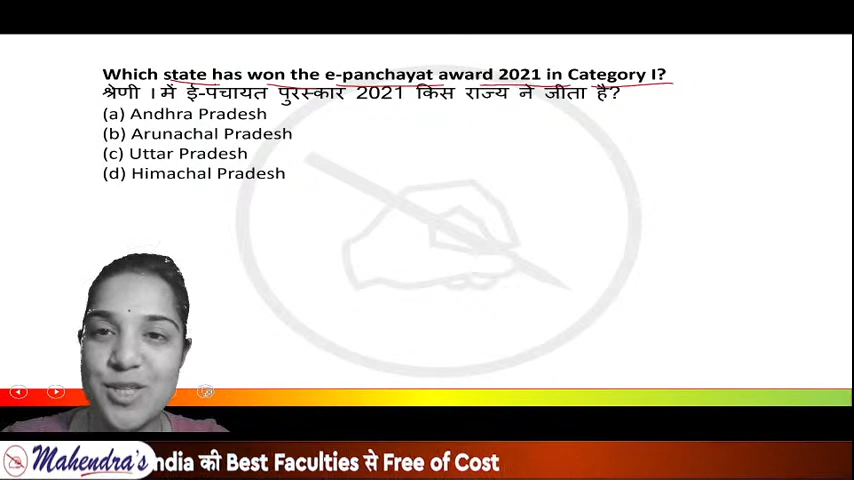 Which state has won the e-panchayat award 2021 in Category I?
श्रेणी I में ई-पंचायत पुरस्कार 2021 किस राज्य ने जीता है?
(a) Andhra Pradesh
(b) Arunachal Pradesh
(c) Uttar Pradesh
(d) Himachal Pradesh
Mahendra's India की Best Faculties से Free of Cost